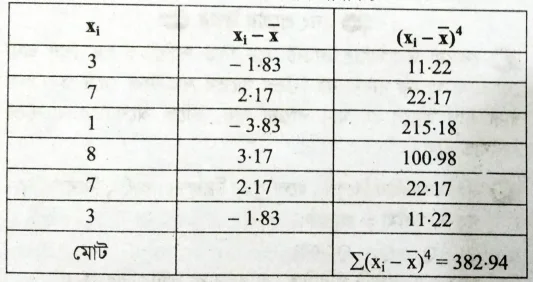 xᵢ xᵢ – x̄ (xᵢ – x̄)⁴
3 – 1·83 11·22
7 2·17 22·17
1 – 3·83 215·18
8 3·17 100·98
7 2·17 22·17
3 – 1·83 11·22
মোট ∑(xᵢ – x̄)⁴ = 382·94